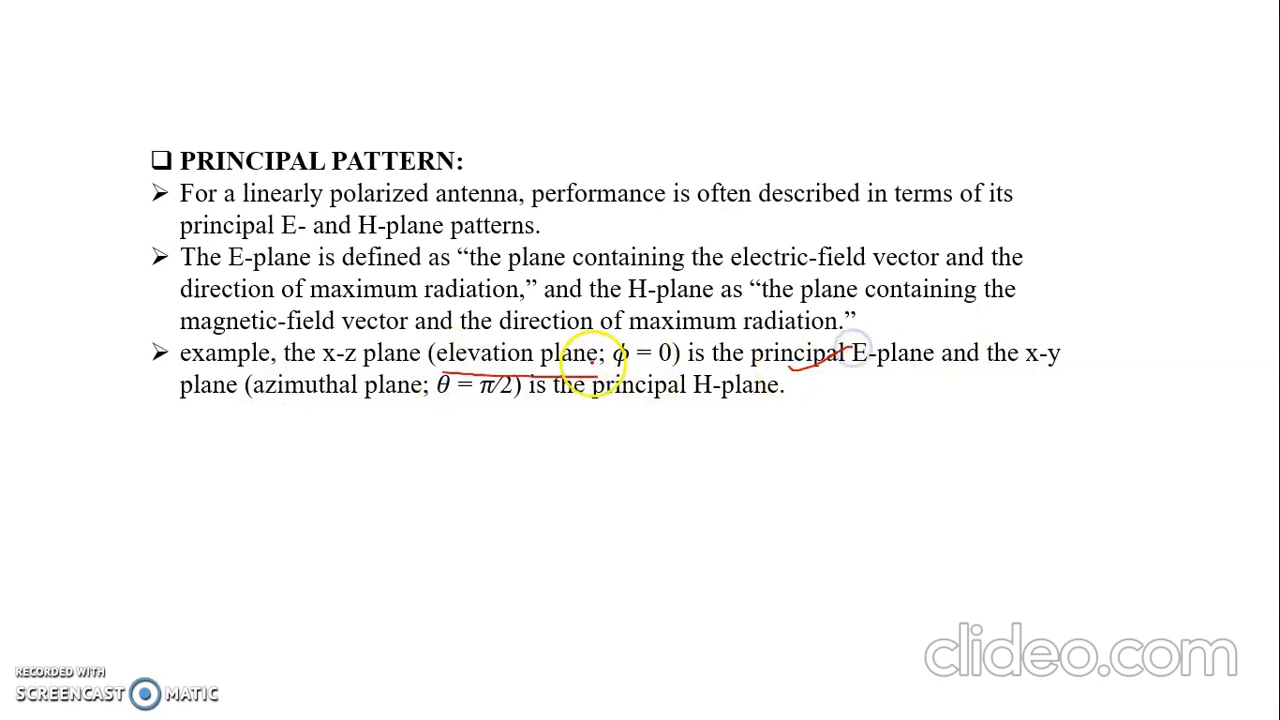 ❑ PRINCIPAL PATTERN:
➢ For a linearly polarized antenna, performance is often described in terms of its
principal E- and H-plane patterns.
➢ The E-plane is defined as “the plane containing the electric-field vector and the
direction of maximum radiation,” and the H-plane as “the plane containing the
magnetic-field vector and the direction of maximum radiation.”
➢ example, the x-z plane (elevation plane; ϕ = 0) is the principal E-plane and the x-y
plane (azimuthal plane; θ = π/2) is the principal H-plane.
clideo.com
RECORDED WITH
SCREENCAST MATIC